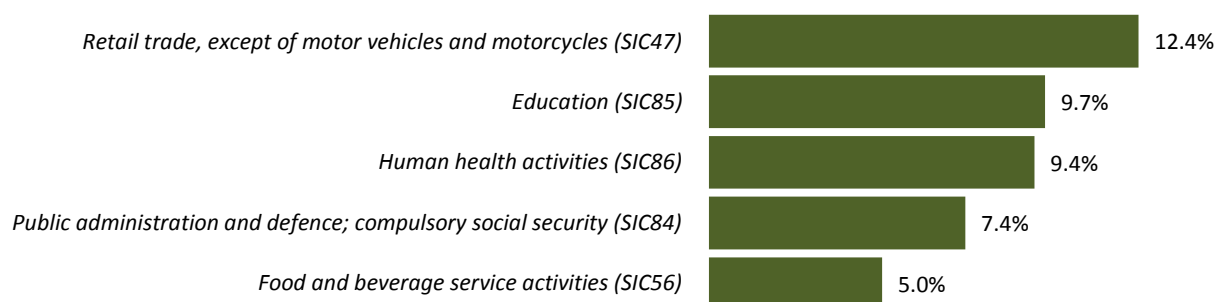 Retail trade, except of motor vehicles and motorcycles (SIC47) 12.4%
Education (SIC85) 9.7%
Human health activities (SIC86) 9.4%
Public administration and defence; compulsory social security (SIC84) 7.4%
Food and beverage service activities (SIC56) 5.0%